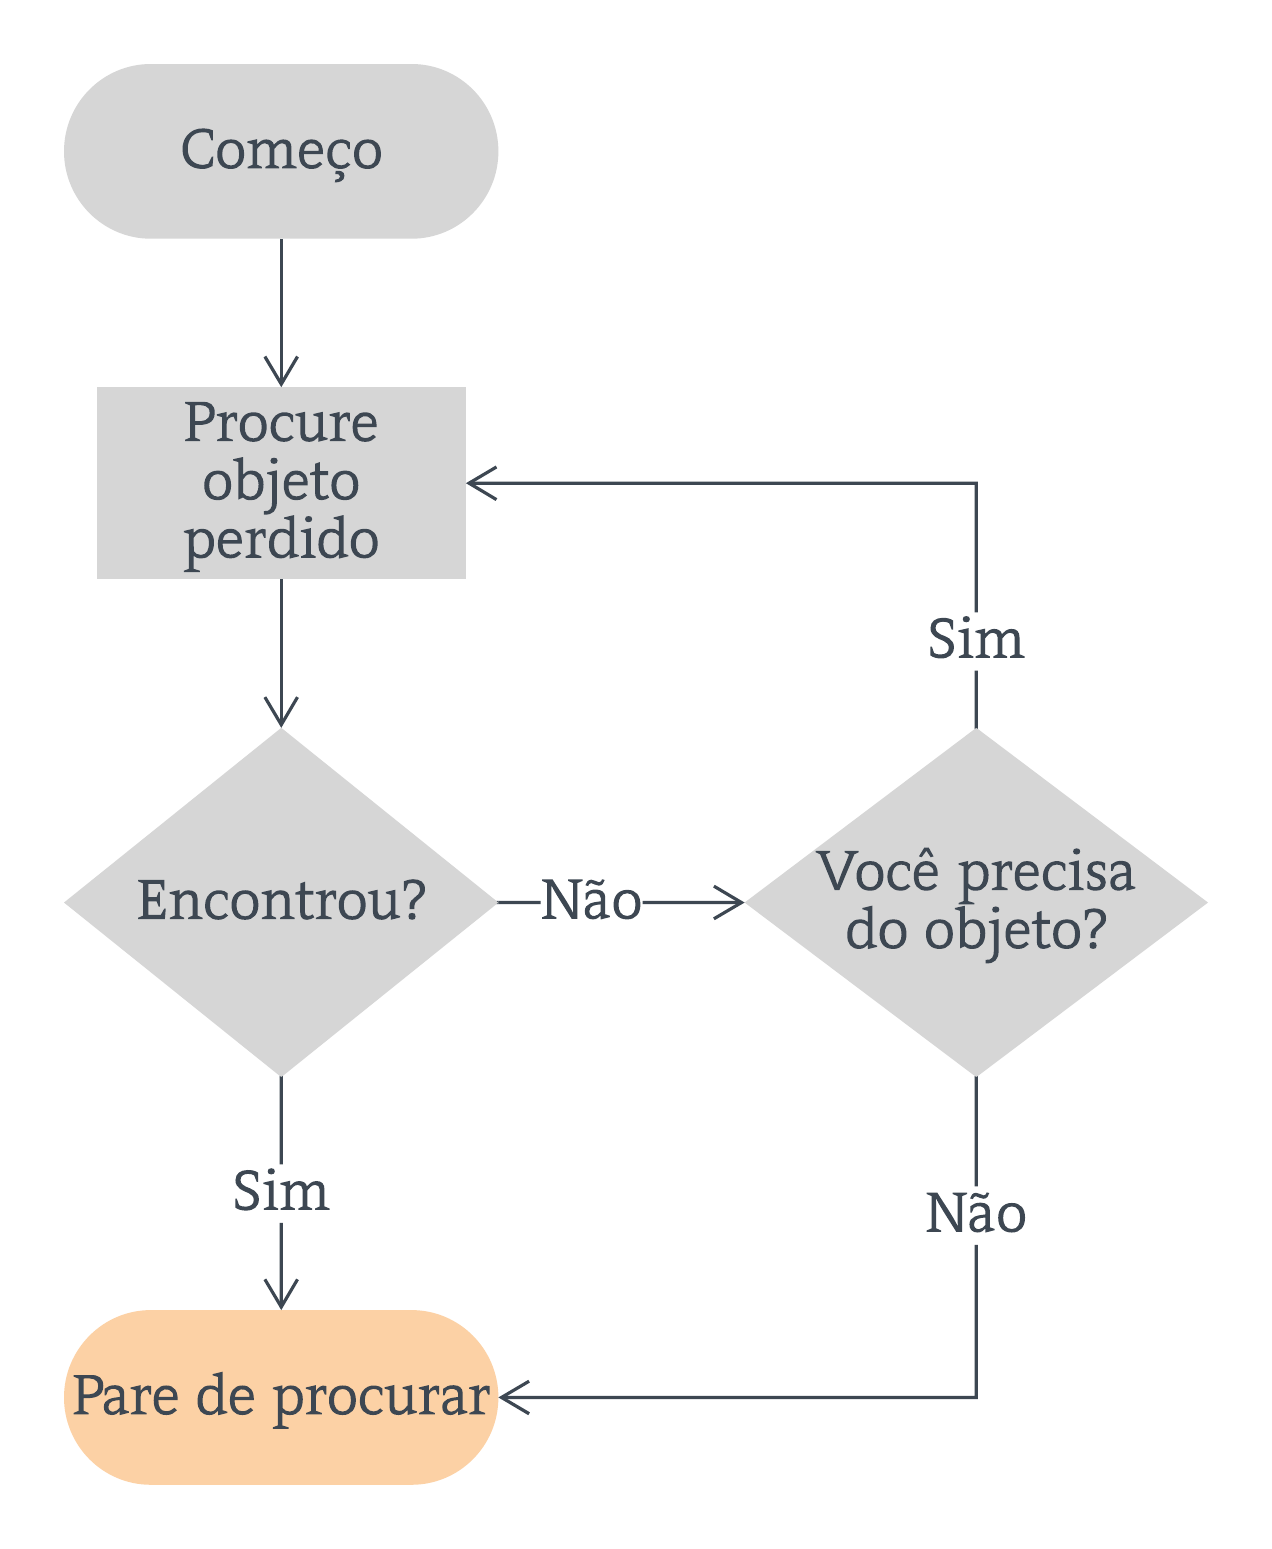 Começo
Procure
objeto
perdido
Sim
Encontrou?
Não
Você precisa
do objeto?
Sim
Não
Pare de procurar